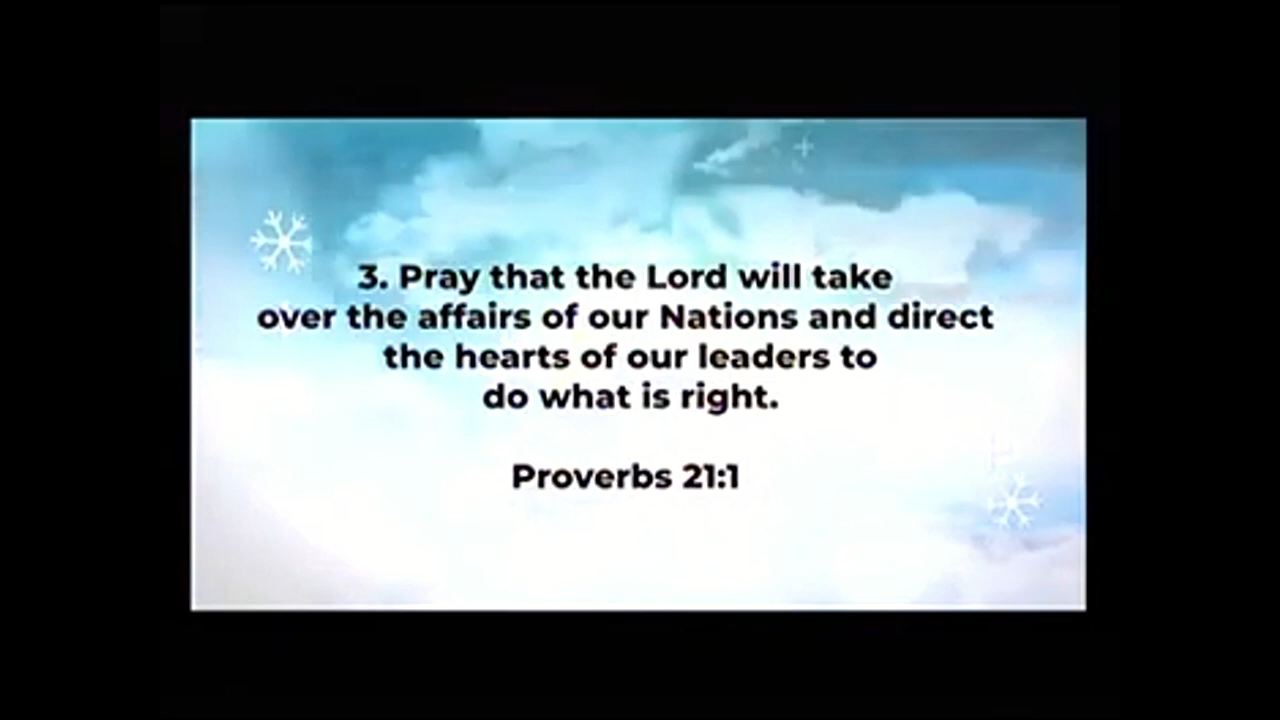 3. Pray that the Lord will take
over the affairs of our Nations and direct
the hearts of our leaders to
do what is right.
Proverbs 21:1